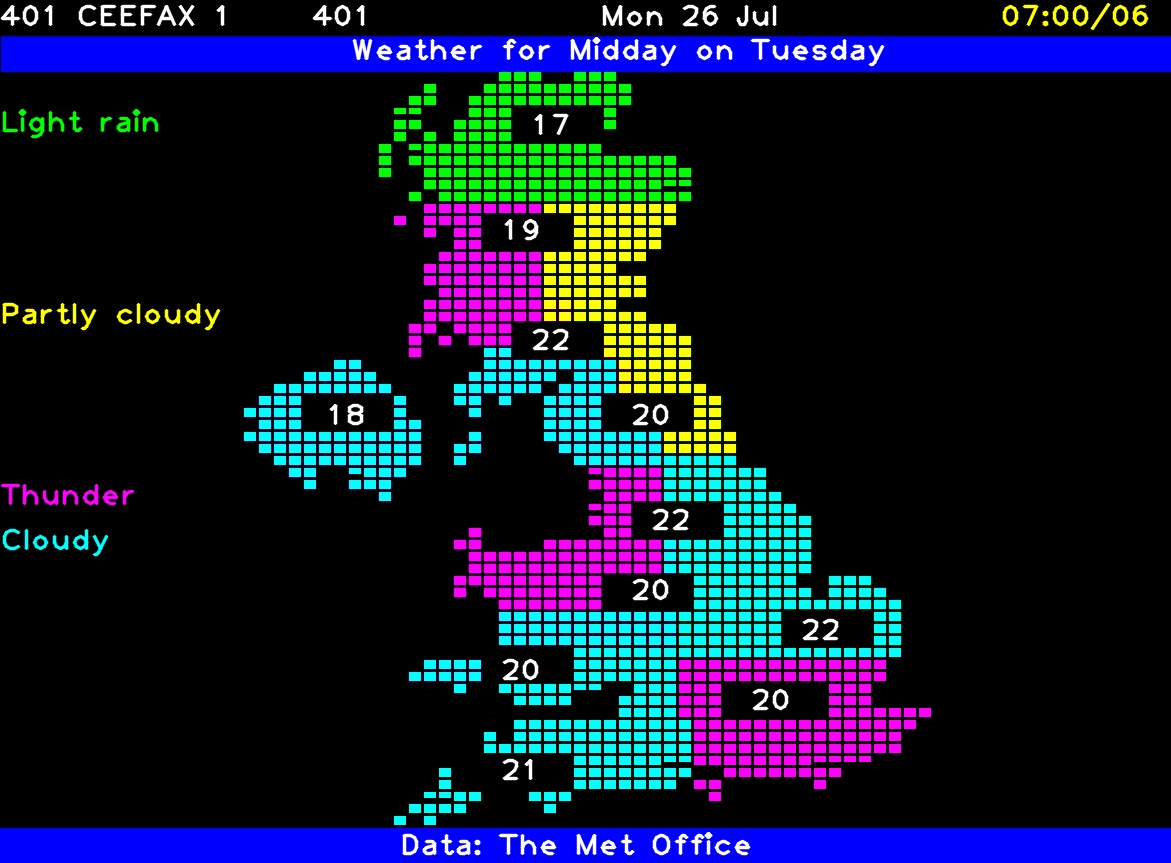 401 CEEFAX 1 401 Mon 26 Jul 07:00/06
Weather for Midday on Tuesday
Light rain
17
19
Partly cloudy
22
18
20
Thunder
22
Cloudy
20
22
20
20
21
Data: The Met Office